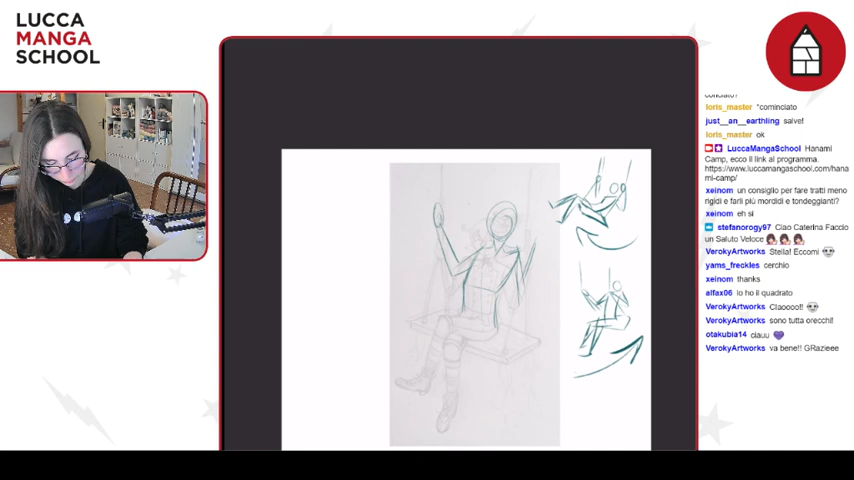 LUCCA
MANGA
SCHOOL
loris_master "cominciato
just__an__earthling salve!
loris_master ok
LuccaMangaSchool Hanami
Camp, ecco il link al programma.
https://www.luccamangaschool.com/hana
mi-camp/
xeinom un consiglio per fare tratti meno
rigidi e farli più mordidi e tondeggianti?
xeinom eh si
stefanorogy97 Ciao Caterina Faccio
un Saluto Veloce
VerokyArtworks Stella! Eccomi
yams_freckles cerchio
xeinom thanks
alfax06 Io ho il quadrato
VerokyArtworks CIaoooo!!
VerokyArtworks sono tutta orecchi!
otakubia14 ciauu
VerokyArtworks va bene!! GRazieee